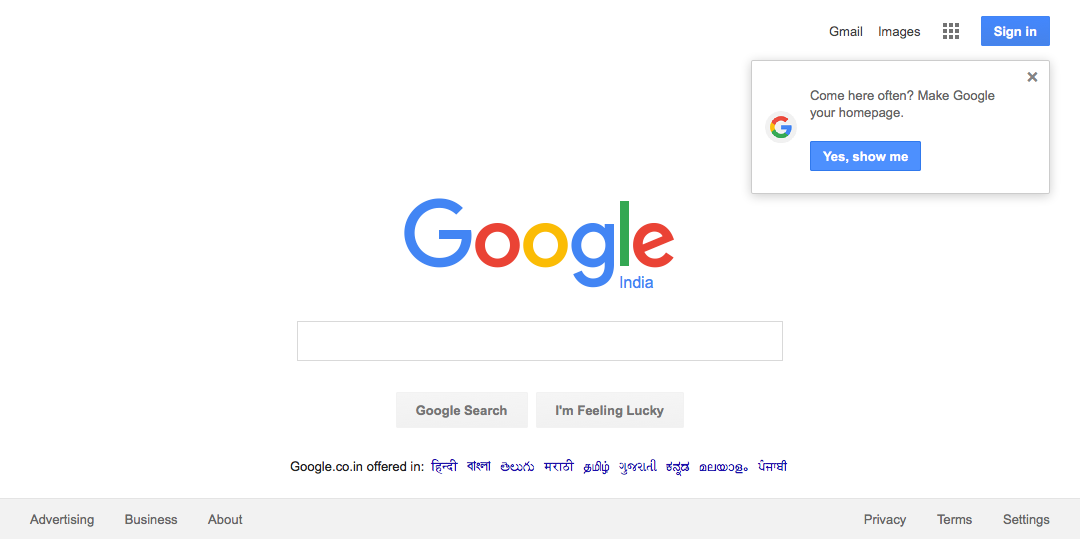 Gmail Images Sign in
Come here often? Make Google
your homepage.
Yes, show me
Google
India
Google Search I'm Feeling Lucky
Google.co.in offered in: हिन्दी বাংলা తెలుగు मराठी தமிழ் ગુજરાતી ಕನ್ನಡ മലയാളം ਪੰਜਾਬੀ
Advertising Business About Privacy Terms Settings